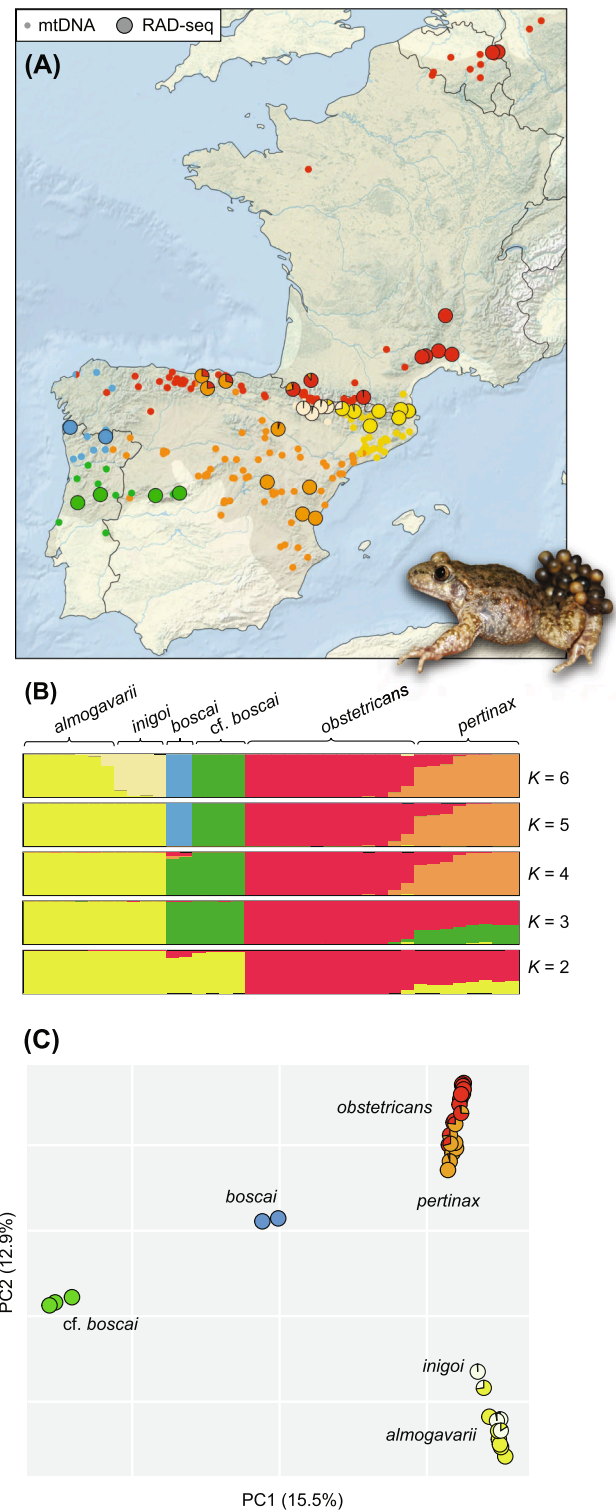 mtDNA RAD-seq
(A)
(B)
almogavarii inigoi boscai cf. boscai obstetricans pertinax
K = 6
K = 5
K = 4
K = 3
K = 2
(C)
obstetricans
pertinax
boscai
cf. boscai
inigoi
almogavarii
PC2 (12.9%)
PC1 (15.5%)